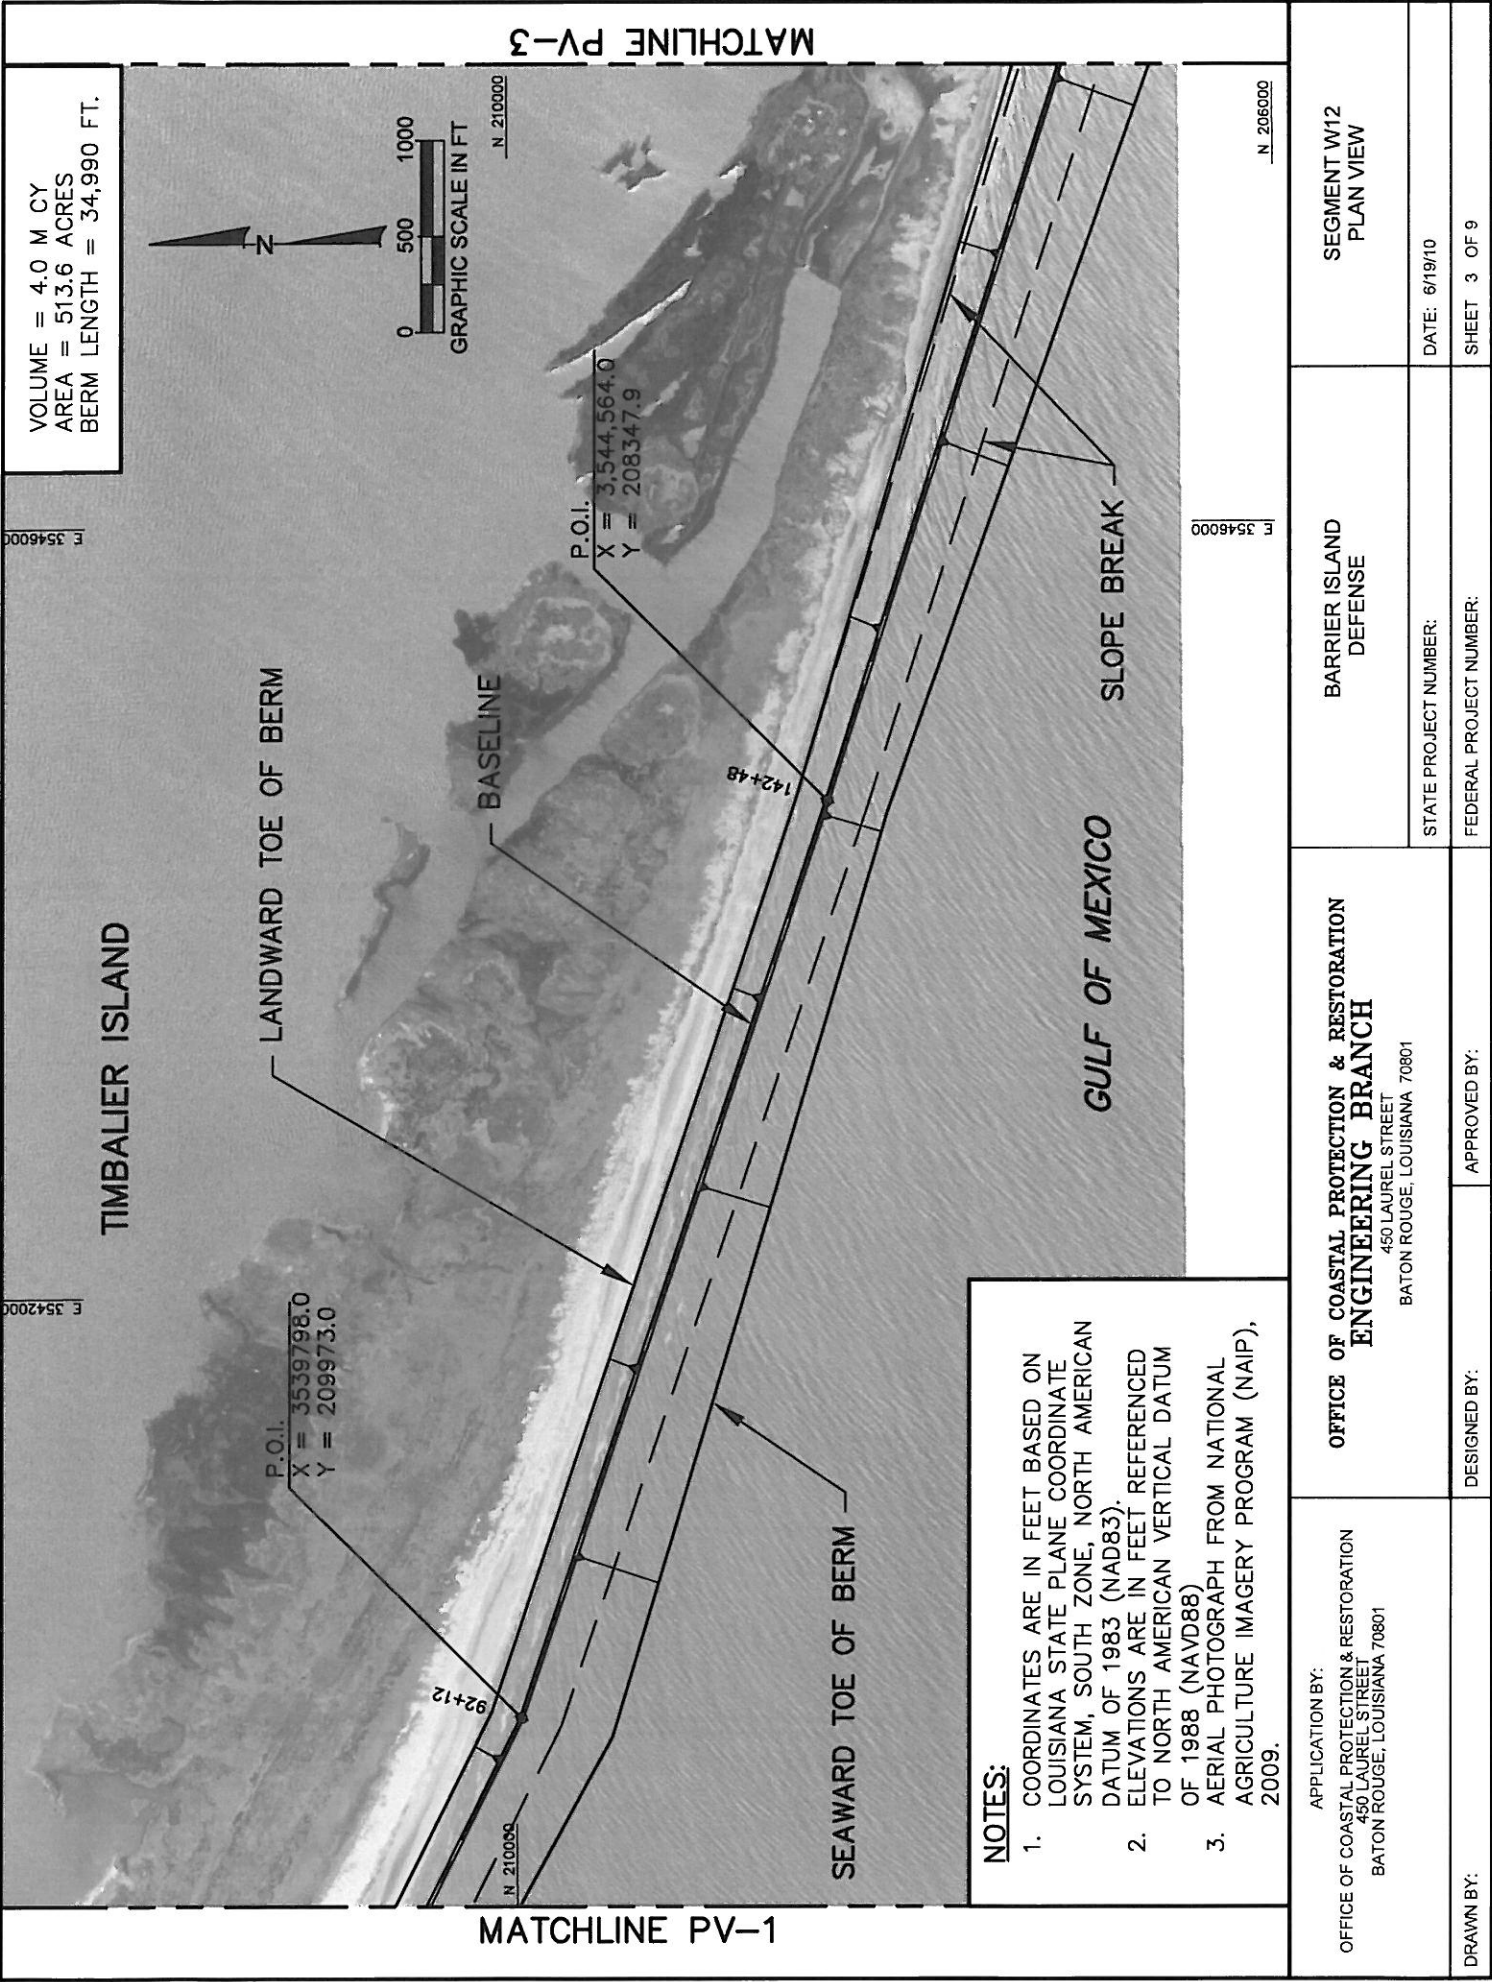 MATCHLINE PV-1
MATCHLINE PV-3
VOLUME = 4.0 M CY
AREA = 513.6 ACRES
BERM LENGTH = 34,990 FT.
TIMBALIER ISLAND
E 3542000
E 3546000
N
0 500 1000
GRAPHIC SCALE IN FT
N 210000
LANDWARD TOE OF BERM
P.O.I.
X = 3539798.0
Y = 209973.0
92+12
BASELINE
P.O.I.
X = 3,544,564.0
Y = 208347.9
142+48
N 210000
SEAWARD TOE OF BERM
GULF OF MEXICO
SLOPE BREAK
E 3546000
N 206000
NOTES:
1. COORDINATES ARE IN FEET BASED ON
LOUISIANA STATE PLANE COORDINATE
SYSTEM, SOUTH ZONE, NORTH AMERICAN
DATUM OF 1983 (NAD83).
2. ELEVATIONS ARE IN FEET REFERENCED
TO NORTH AMERICAN VERTICAL DATUM
OF 1988 (NAVD88)
3. AERIAL PHOTOGRAPH FROM NATIONAL
AGRICULTURE IMAGERY PROGRAM (NAIP),
2009.
APPLICATION BY:
OFFICE OF COASTAL PROTECTION & RESTORATION
450 LAUREL STREET
BATON ROUGE, LOUISIANA 70801
OFFICE OF COASTAL PROTECTION & RESTORATION
ENGINEERING BRANCH
450 LAUREL STREET
BATON ROUGE, LOUISIANA 70801
BARRIER ISLAND
DEFENSE
SEGMENT W12
PLAN VIEW
STATE PROJECT NUMBER:
DATE: 6/19/10
DRAWN BY:
DESIGNED BY:
APPROVED BY:
FEDERAL PROJECT NUMBER:
SHEET 3 OF 9